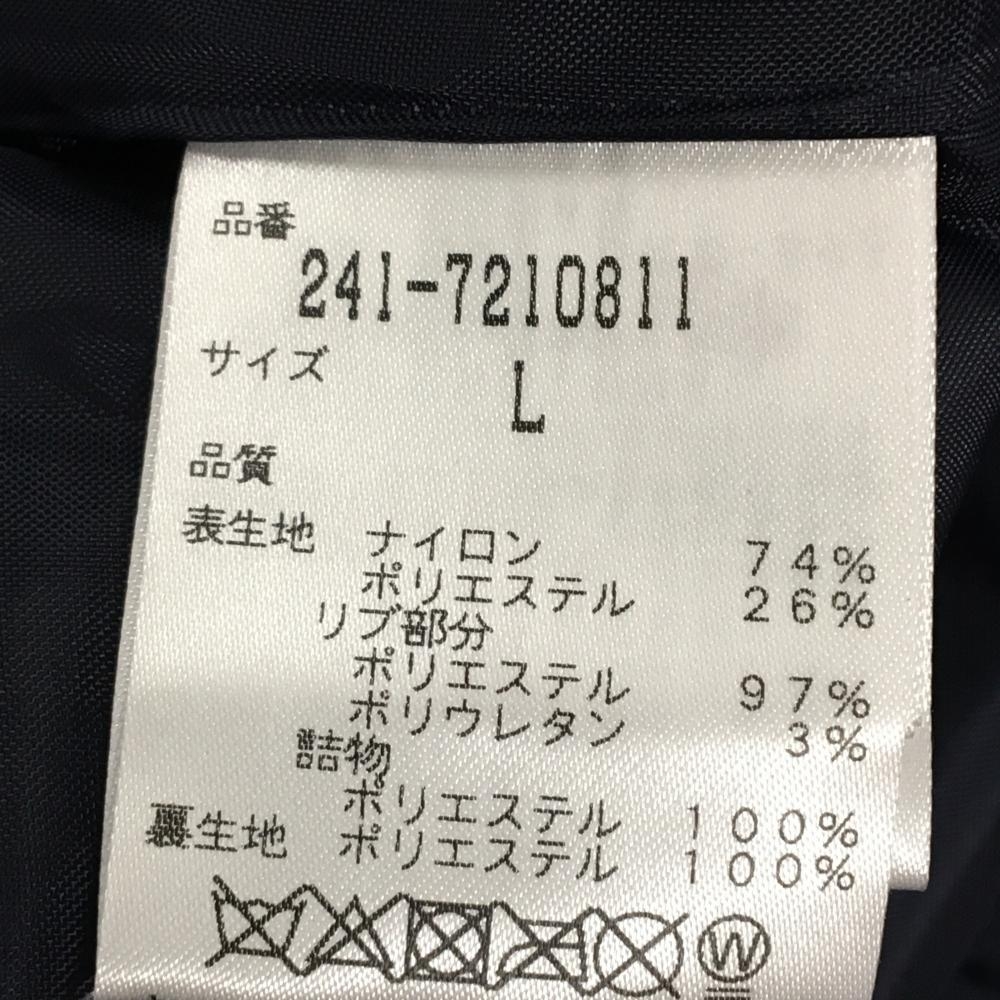 品番
241-7210811
サイズ
L
品質
表生地 ナイロン 74%
ポリエステル 26%
リブ部分
ポリエステル 97%
ポリウレタン 3%
詰物
ポリエステル 100%
裏生地 ポリエステル 100%
W